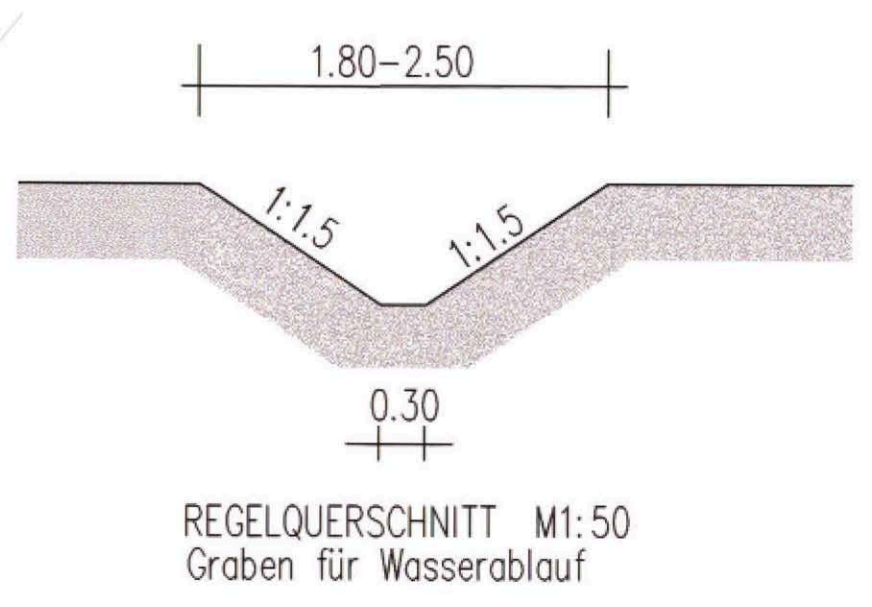 1.80-2.50
1:1.5
1:1.5
0.30
REGELQUERSCHNITT M1:50
Graben für Wasserablauf